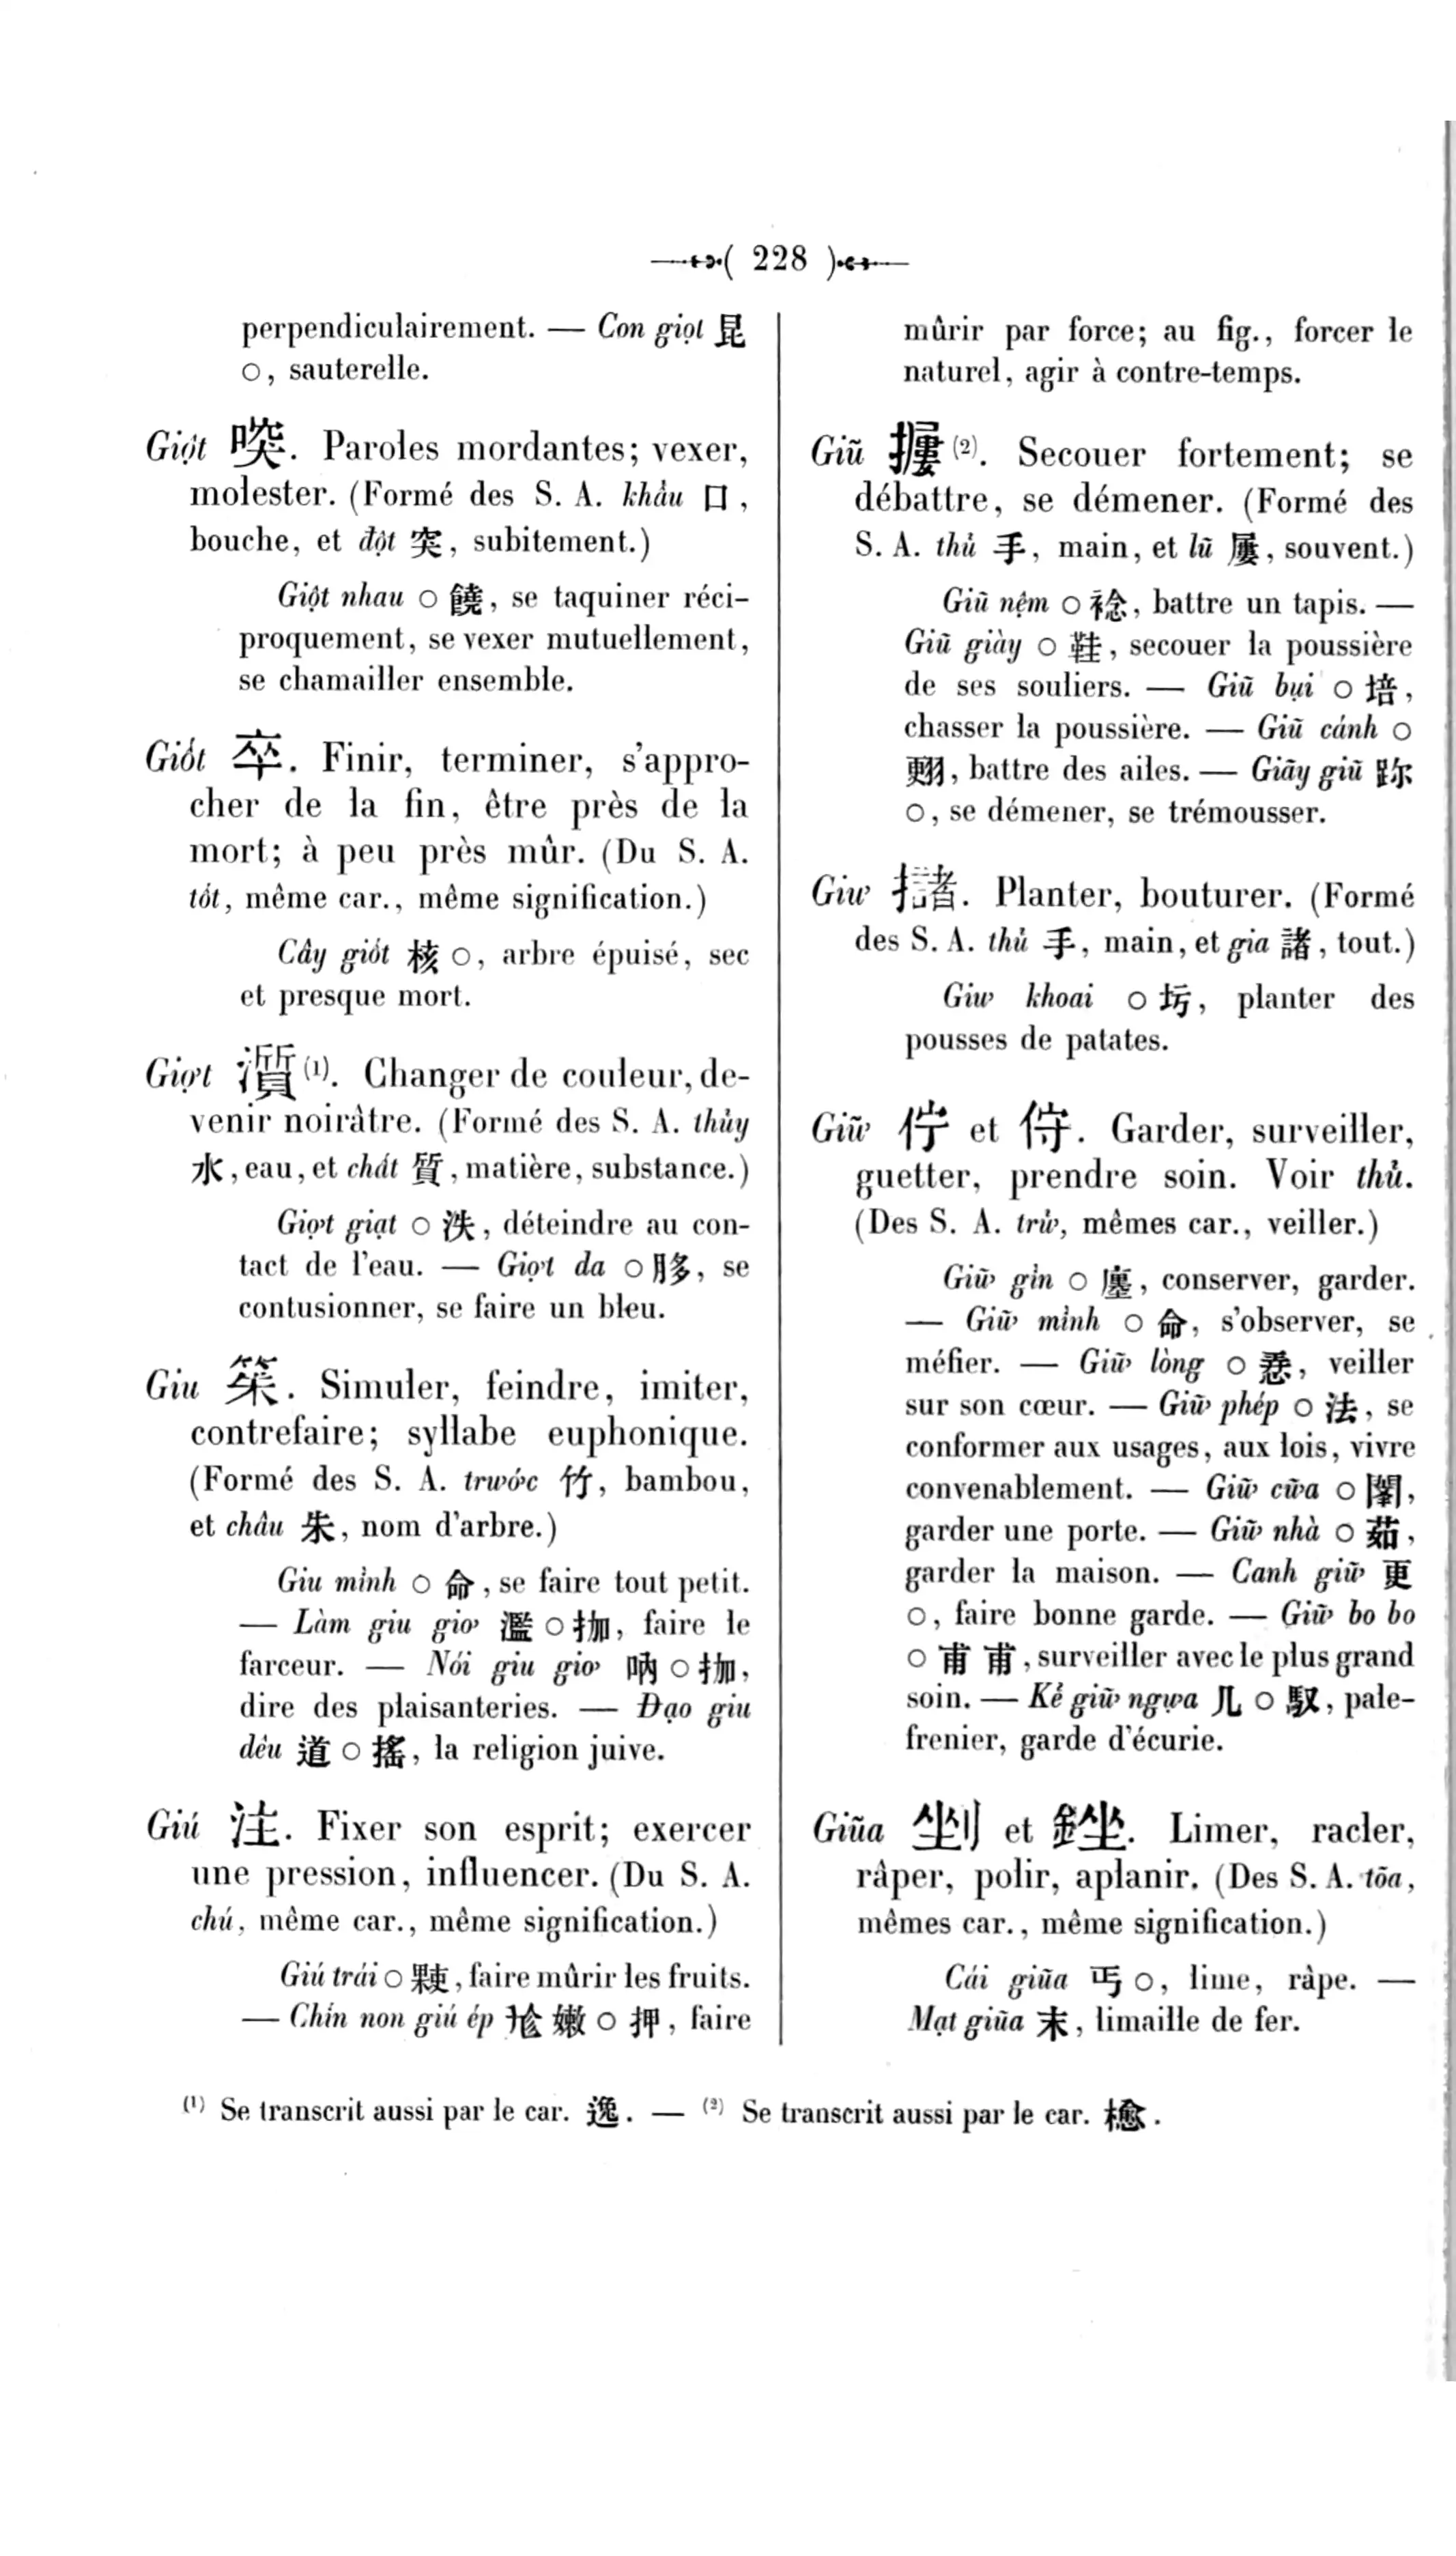 ( 228 )
perpendiculairement. — Con giọt 昆
○, sauterelle.
Giột 㗋. Paroles mordantes; vexer,
molester. (Formé des S. A. khẩu 口,
bouche, et đột 突, subitement.)
Giột nhau ○ 饒, se taquiner réci-
proquement, se vexer mutuellement,
se chamailler ensemble.
Giốt 卒. Finir, terminer, s'appro-
cher de la fin, être près de la
mort; à peu près mûr. (Du S. A.
tốt, même car., même signification.)
Cây giốt 核 ○, arbre épuisé, sec
et presque mort.
Giợt 瀆 (1). Changer de couleur, de-
venir noirâtre. (Formé des S. A. thủy
水, eau, et chất 質, matière, substance.)
Giợt giạt ○ 泆, déteindre au con-
tact de l'eau. — Giợt da ○ 胗, se
contusionner, se faire un bleu.
Giu 䇡. Simuler, feindre, imiter,
contrefaire; syllabe euphonique.
(Formé des S. A. trước 竹, bambou,
et châu 朱, nom d'arbre.)
Giu mình ○ 命, se faire tout petit.
— Làm giu giơ 濫 ○ 拁, faire le
farceur. — Nói giu giơ 吶 ○ 拁,
dire des plaisanteries. — Đạo giu
dêu 道 ○ 搖, la religion juive.
Giú 注. Fixer son esprit; exercer
une pression, influencer. (Du S. A.
chú, même car., même signification.)
Giú trái ○, faire mûrir les fruits.
— Chín non giú ép 嫩 ○ 押, faire
mûrir par force; au fig., forcer le
naturel, agir à contre-temps.
Giũ (2). Secouer fortement; se
débattre, se démener. (Formé des
S. A. thủ 手, main, et lũ 屢, souvent.)
Giũ nệm ○ 裣, battre un tapis. —
Giũ giày ○ 鞋, secouer la poussière
de ses souliers. — Giũ bụi ○ 培,
chasser la poussière. — Giũ cánh ○
, battre des ailes. — Giãy giũ
○, se démener, se trémousser.
Giư. Planter, bouturer. (Formé
des S. A. thủ 手, main, et gia 諸, tout.)
Giư khoai ○ 圬, planter des
pousses de patates.
Giữ 佇 et 㑏. Garder, surveiller,
guetter, prendre soin. Voir thủ.
(Des S. A. trử, mêmes car., veiller.)
Giữ gìn ○, conserver, garder.
— Giữ mình ○ 命, s'observer, se
méfier. — Giữ lòng ○, veiller
sur son cœur. — Giữ phép ○ 法, se
conformer aux usages, aux lois, vivre
convenablement. — Giữ cữa ○,
garder une porte. — Giữ nhà ○ 茹,
garder la maison. — Canh giữ 更
○, faire bonne garde. — Giữ bo bo
○ 甫 甫, surveiller avec le plus grand
soin. — Kẻ giữ ngựa 几 ○ 馭, pale-
frenier, garde d'écurie.
Giũa 剉 et 銼. Limer, racler,
râper, polir, aplanir. (Des S. A. tõa,
mêmes car., même signification.)
Cái giũa 丐 ○, lime, râpe. —
Mạt giũa 末, limaille de fer.
(1) Se transcrit aussi par le car. 逸. — (2) Se transcrit aussi par le car.